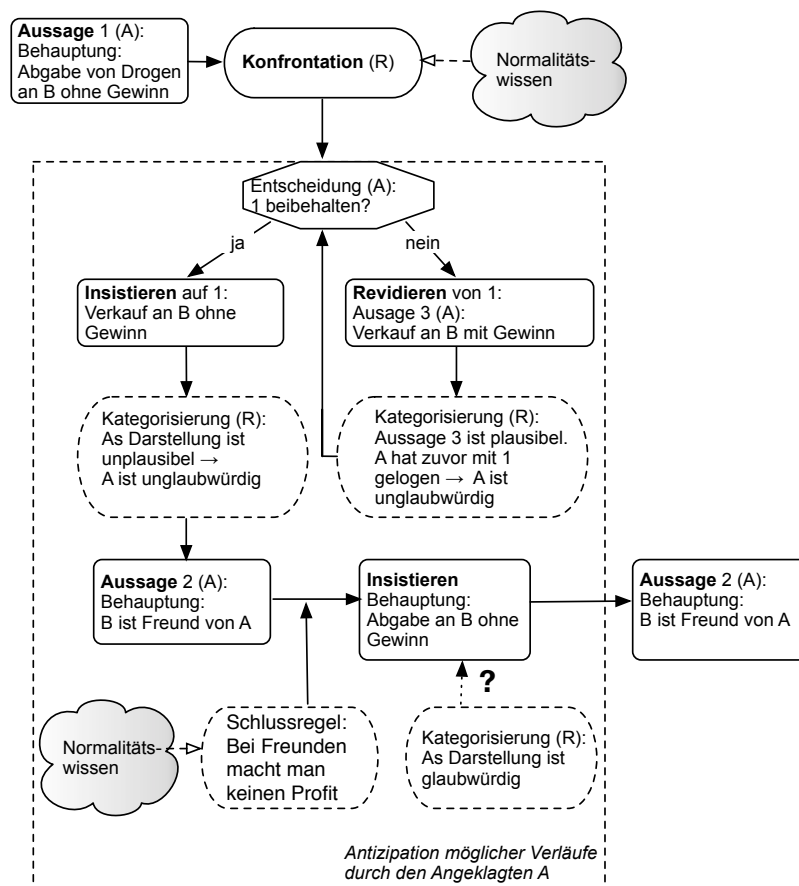 Aussage 1 (A):
Behauptung:
Abgabe von Drogen
an B ohne Gewinn
Konfrontation (R)
Normalitäts-
wissen
Entscheidung (A):
1 beibehalten?
ja
nein
Insistieren auf 1:
Verkauf an B ohne
Gewinn
Revidieren von 1:
Ausage 3 (A):
Verkauf an B mit Gewinn
Kategorisierung (R):
As Darstellung ist
unplausibel →
A ist unglaubwürdig
Kategorisierung (R):
Aussage 3 ist plausibel.
A hat zuvor mit 1
gelogen → A ist
unglaubwürdig
Aussage 2 (A):
Behauptung:
B ist Freund von A
Insistieren
Behauptung:
Abgabe an B ohne
Gewinn
Aussage 2 (A):
Behauptung:
B ist Freund von A
?
Normalitäts-
wissen
Schlussregel:
Bei Freunden
macht man
keinen Profit
Kategorisierung (R):
As Darstellung ist
glaubwürdig
Antizipation möglicher Verläufe
durch den Angeklagten A